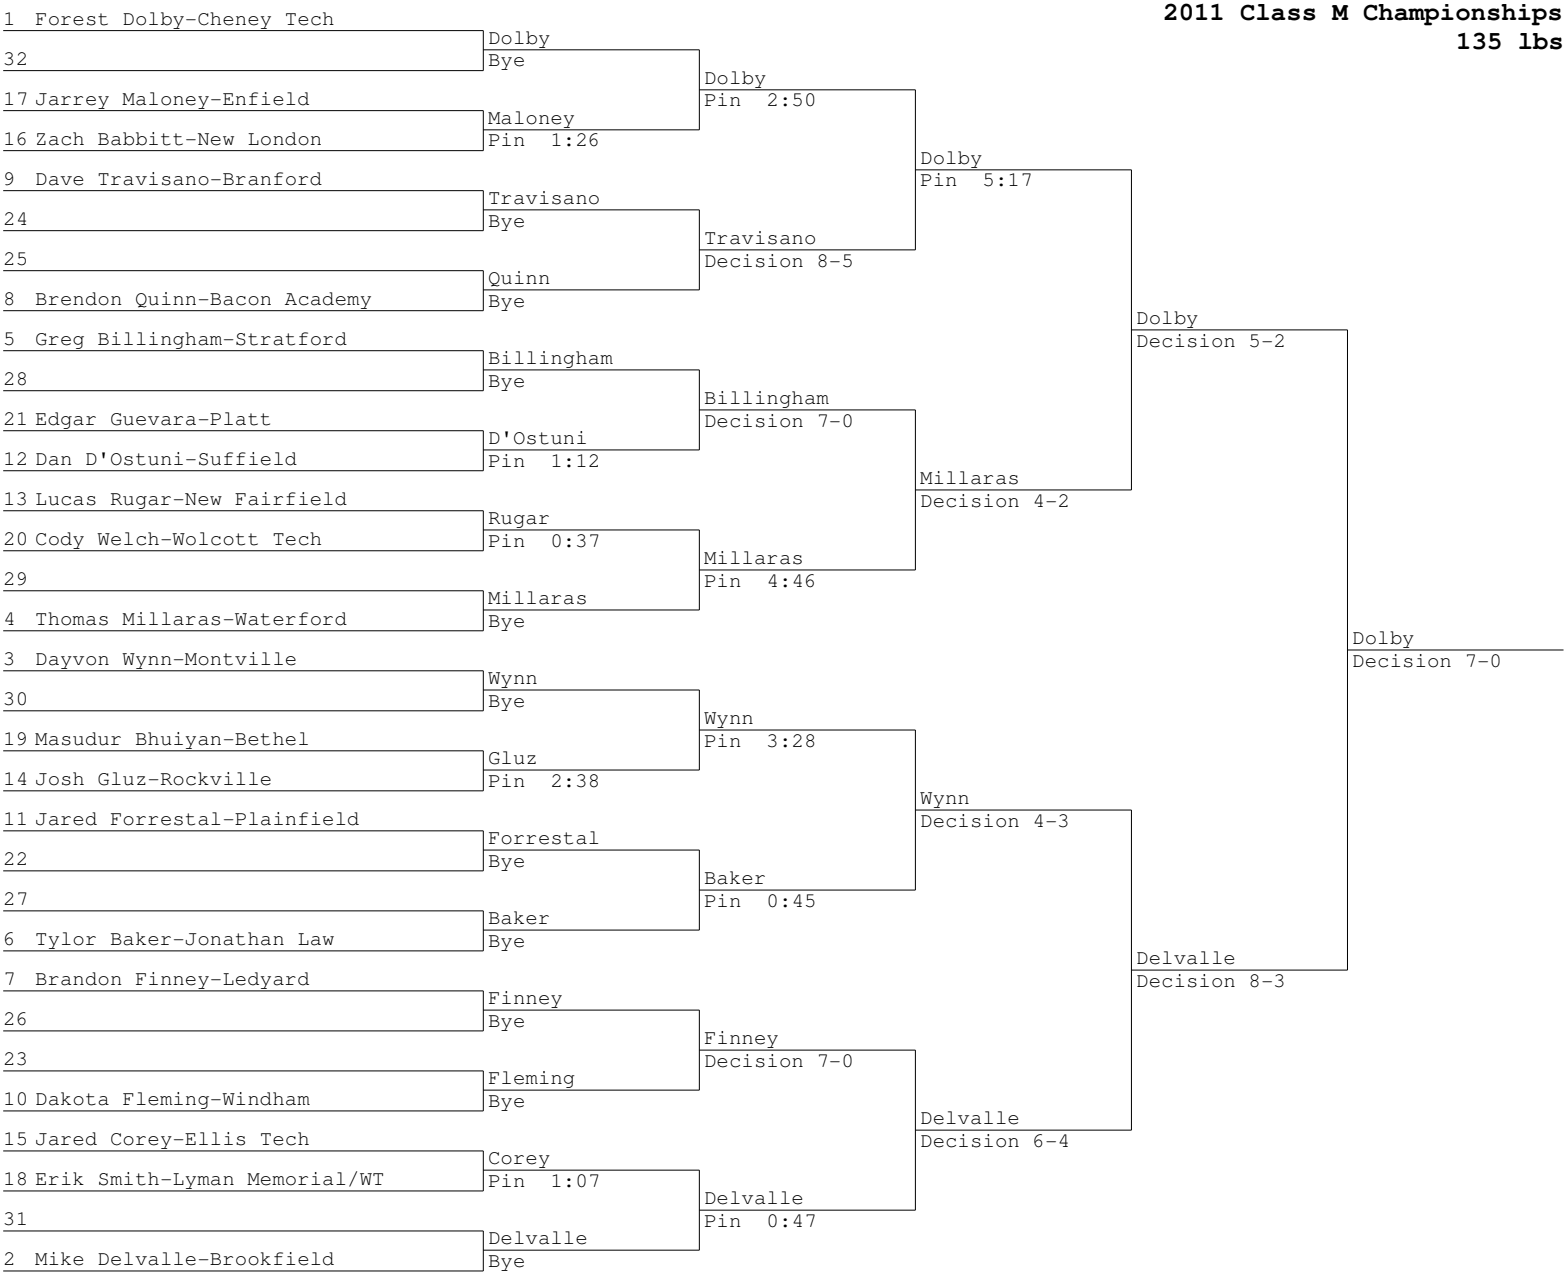 2011 Class M Championships
135 lbs
1 Forest Dolby-Cheney Tech
32
17 Jarrey Maloney-Enfield
16 Zach Babbitt-New London
9 Dave Travisano-Branford
24
25
8 Brendon Quinn-Bacon Academy
5 Greg Billingham-Stratford
28
21 Edgar Guevara-Platt
12 Dan D'Ostuni-Suffield
13 Lucas Rugar-New Fairfield
20 Cody Welch-Wolcott Tech
29
4 Thomas Millaras-Waterford
3 Dayvon Wynn-Montville
30
19 Masudur Bhuiyan-Bethel
14 Josh Gluz-Rockville
11 Jared Forrestal-Plainfield
22
27
6 Tylor Baker-Jonathan Law
7 Brandon Finney-Ledyard
26
23
10 Dakota Fleming-Windham
15 Jared Corey-Ellis Tech
18 Erik Smith-Lyman Memorial/WT
31
2 Mike Delvalle-Brookfield
Dolby
Bye
Maloney
Pin 1:26
Travisano
Bye
Quinn
Bye
Billingham
Bye
D'Ostuni
Pin 1:12
Rugar
Pin 0:37
Millaras
Bye
Wynn
Bye
Gluz
Pin 2:38
Forrestal
Bye
Baker
Bye
Finney
Bye
Fleming
Bye
Corey
Pin 1:07
Delvalle
Bye
Dolby
Pin 2:50
Travisano
Decision 8-5
Billingham
Decision 7-0
Millaras
Pin 4:46
Wynn
Pin 3:28
Baker
Pin 0:45
Finney
Decision 7-0
Delvalle
Pin 0:47
Dolby
Pin 5:17
Millaras
Decision 4-2
Wynn
Decision 4-3
Delvalle
Decision 6-4
Dolby
Decision 5-2
Delvalle
Decision 8-3
Dolby
Decision 7-0